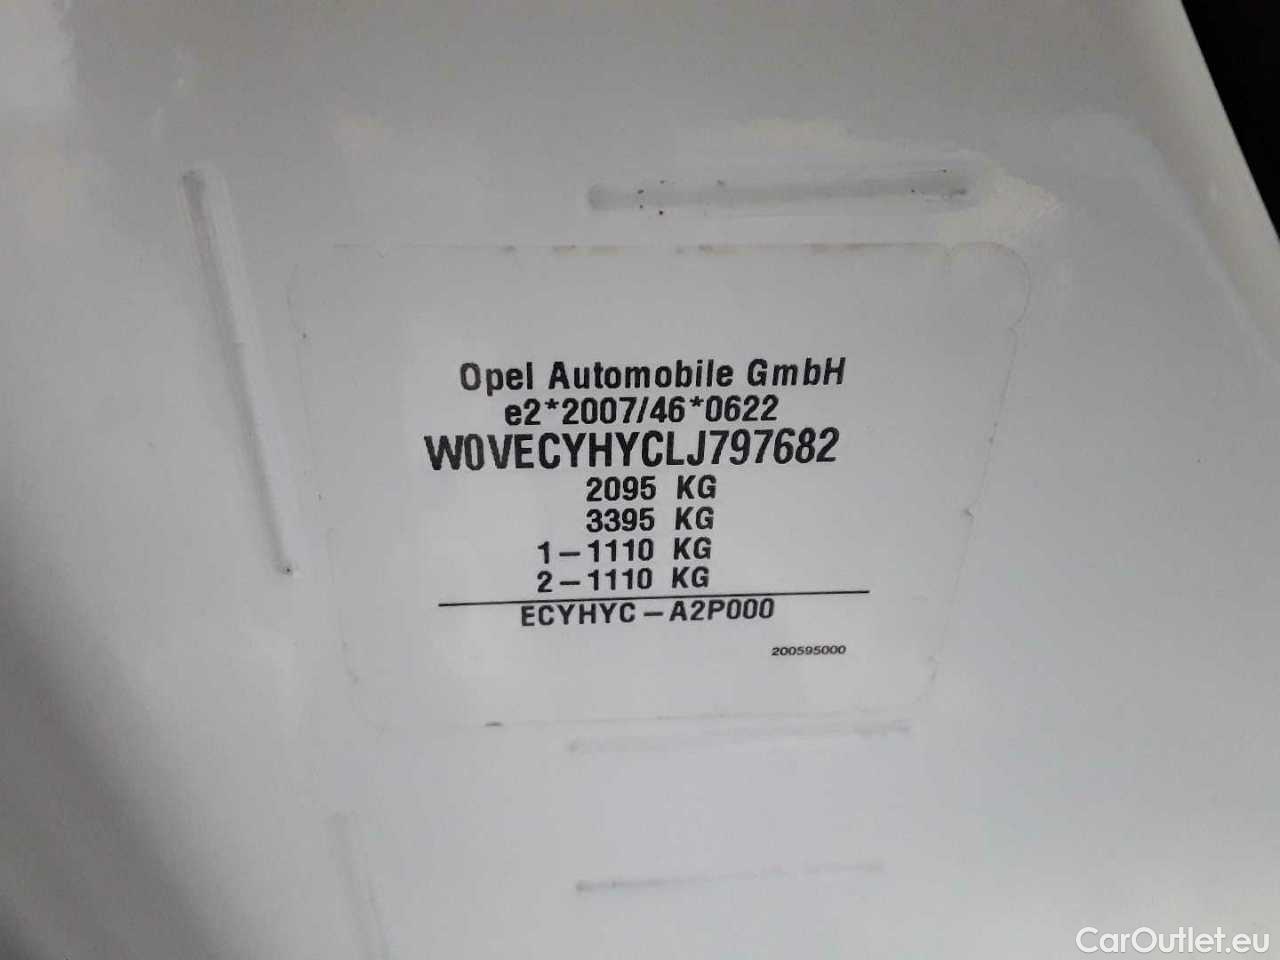 Opel Automobile GmbH
e2*2007/46*0622
W0VECYHYCLJ797682
2095 KG
3395 KG
1-1110 KG
2-1110 KG
ECYHYC-A2P000
200595000
CarOutlet.eu